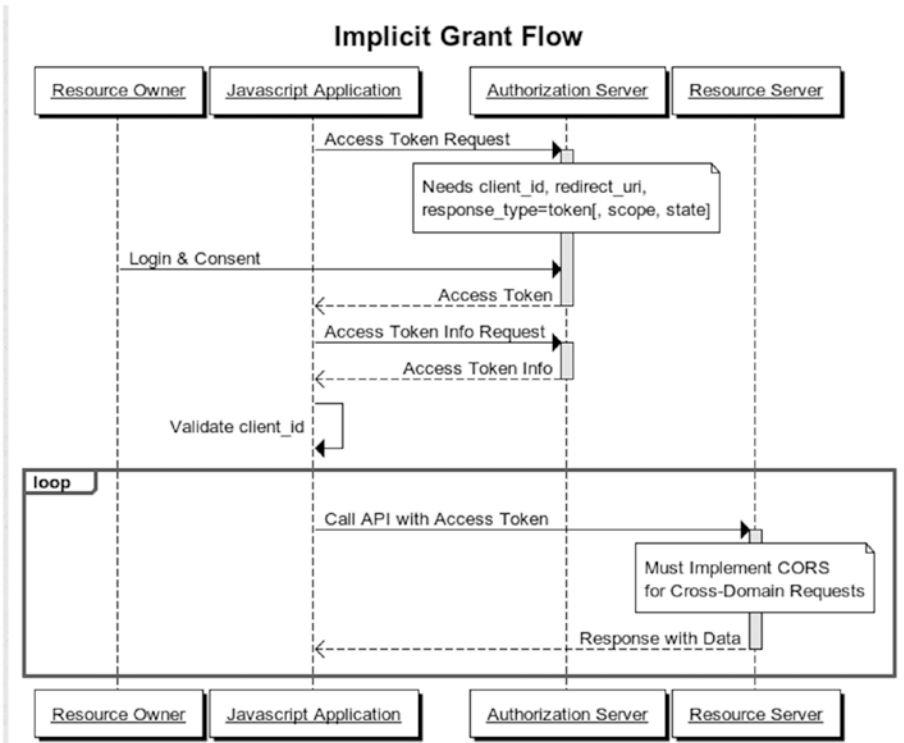 Implicit Grant Flow
Resource Owner
Javascript Application
Authorization Server
Resource Server
Access Token Request
Needs client_id, redirect_uri,
response_type=token[, scope, state]
Login & Consent
Access Token
Access Token Info Request
Access Token Info
Validate client_id
loop
Call API with Access Token
Must Implement CORS
for Cross-Domain Requests
Response with Data
Resource Owner
Javascript Application
Authorization Server
Resource Server